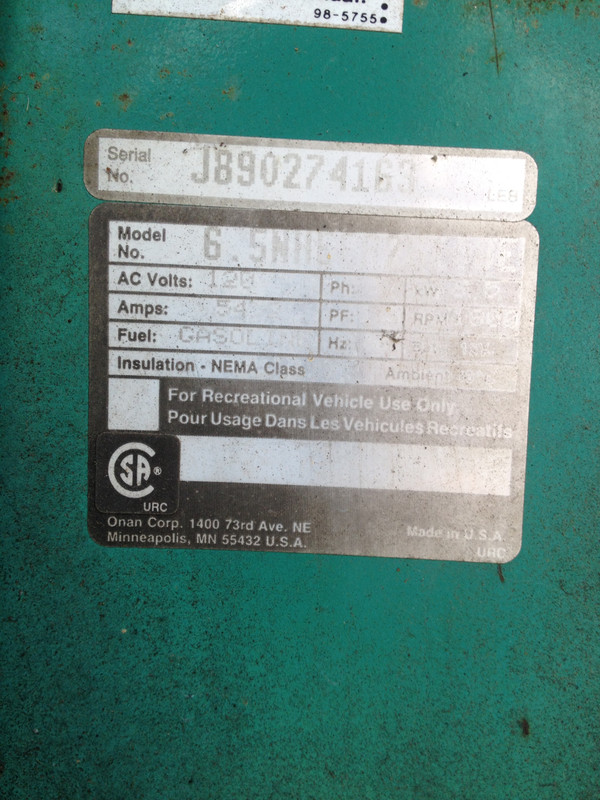 98-5755
Serial
No. J890274163
Model
No.
AC Volts: 120 Ph: kW
Amps: 54 PF: RPM
Fuel: GASOLINE Hz:
Insulation - NEMA Class Ambient
For Recreational Vehicle Use Only
Pour Usage Dans Les Vehicules Recreatifs
SA ®
URC
Onan Corp. 1400 73rd Ave. NE
Minneapolis, MN 55432 U.S.A.
Made in U.S.A.
URC